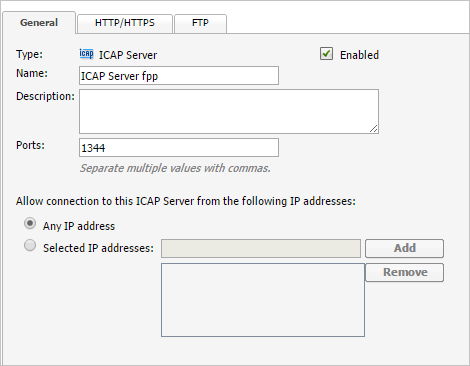 General HTTP/HTTPS FTP
Type: icap ICAP Server Enabled
Name: ICAP Server fpp
Description:
Ports: 1344
Separate multiple values with commas.
Allow connection to this ICAP Server from the following IP addresses:
Any IP address
Selected IP addresses: Add
Remove